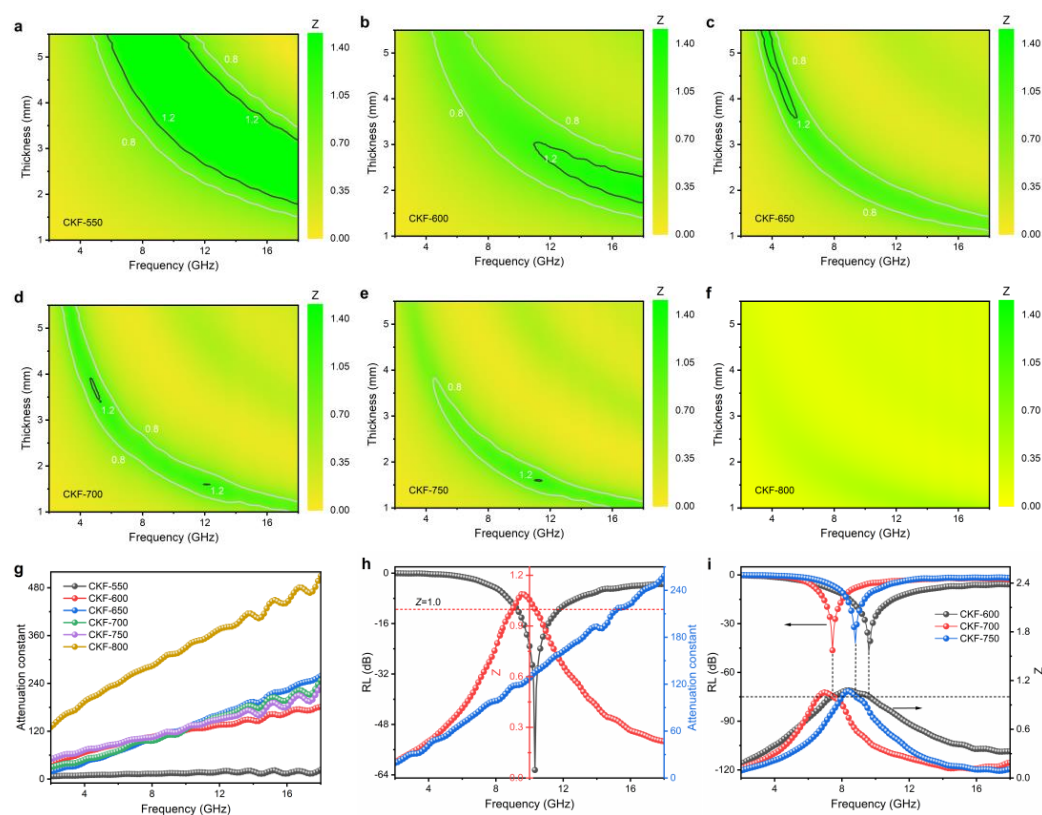 a
Z
Thickness (mm)
5
4
3
2
1
0.8
1.2
1.2
0.8
CKF-550
4 8 12 16
Frequency (GHz)
1.40
1.05
0.70
0.35
0.00
b
Z
Thickness (mm)
5
4
3
2
1
0.8
1.2
0.8
CKF-600
4 8 12 16
Frequency (GHz)
1.40
1.05
0.70
0.35
0.00
c
Z
Thickness (mm)
5
4
3
2
1
0.8
1.2
0.8
CKF-650
4 8 12 16
Frequency (GHz)
1.40
1.05
0.70
0.35
0.00
d
Z
Thickness (mm)
5
4
3
2
1
1.2
0.8
0.8
1.2
CKF-700
4 8 12 16
Frequency (GHz)
1.40
1.05
0.70
0.35
0.00
e
Z
Thickness (mm)
5
4
3
2
1
0.8
1.2
CKF-750
4 8 12 16
Frequency (GHz)
1.40
1.05
0.70
0.35
0.00
f
Z
Thickness (mm)
5
4
3
2
1
CKF-800
4 8 12 16
Frequency (GHz)
1.40
1.05
0.70
0.35
0.00
g
Attenuation constant
480
360
240
120
0
CKF-550
CKF-600
CKF-650
CKF-700
CKF-750
CKF-800
4 8 12 16
Frequency (GHz)
h
RL (dB)
0
-16
-32
-48
-64
Z=1.0
1.2
0.9
0.6
0.3
0.0
Z
240
180
120
60
0
Attenuation constant
4 8 12 16
Frequency (GHz)
i
RL (dB)
0
-30
-60
-90
-120
CKF-600
CKF-700
CKF-750
2.4
1.8
1.2
0.6
0.0
Z
4 8 12 16
Frequency (GHz)